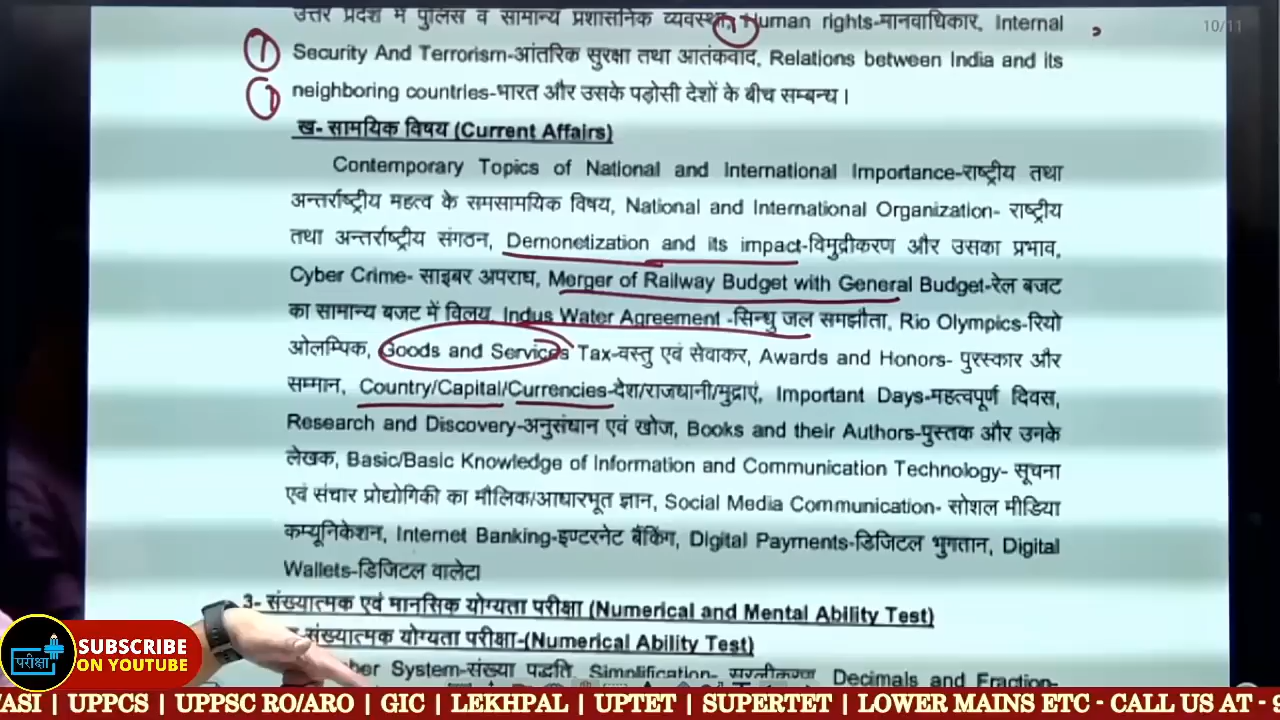 उत्तर प्रदेश में पुलिस व सामान्य प्रशासनिक व्यवस्था, Human rights-मानवाधिकार, Internal
10/11
Security And Terrorism-आंतरिक सुरक्षा तथा आतंकवाद, Relations between India and its
neighboring countries-भारत और उसके पड़ोसी देशों के बीच सम्बन्ध।
ख- सामयिक विषय (Current Affairs)
Contemporary Topics of National and International Importance-राष्ट्रीय तथा
अन्तर्राष्ट्रीय महत्व के समसामयिक विषय, National and International Organization- राष्ट्रीय
तथा अन्तर्राष्ट्रीय संगठन, Demonetization and its impact-विमुद्रीकरण और उसका प्रभाव,
Cyber Crime- साइबर अपराध, Merger of Railway Budget with General Budget-रेल बजट
का सामान्य बजट में विलय, Indus Water Agreement -सिन्धु जल समझौता, Rio Olympics-रियो
ओलम्पिक, Goods and Services Tax-वस्तु एवं सेवाकर, Awards and Honors- पुरस्कार और
सम्मान, Country/Capital/Currencies-देश/राजधानी/मुद्राएं, Important Days-महत्वपूर्ण दिवस,
Research and Discovery-अनुसंधान एवं खोज, Books and their Authors-पुस्तक और उनके
लेखक, Basic/Basic Knowledge of Information and Communication Technology- सूचना
एवं संचार प्रोद्योगिकी का मौलिक/आधारभूत ज्ञान, Social Media Communication- सोशल मीडिया
कम्यूनिकेशन, Internet Banking-इण्टरनेट बैंकिंग, Digital Payments-डिजिटल भुगतान, Digital
Wallets-डिजिटल वालेट।
3- संख्यात्मक एवं मानसिक योग्यता परीक्षा (Numerical and Mental Ability Test)
संख्यात्मक योग्यता परीक्षा-(Numerical Ability Test)
System-संख्या पद्धति, Simplification- सरलीकरण, Decimals and Fraction-
परीक्षा
SUBSCRIBE
ON YOUTUBE
| UPPCS | UPPSC RO/ARO | GIC | LEKHPAL | UPTET | SUPERTET | LOWER MAINS ETC - CALL US AT -